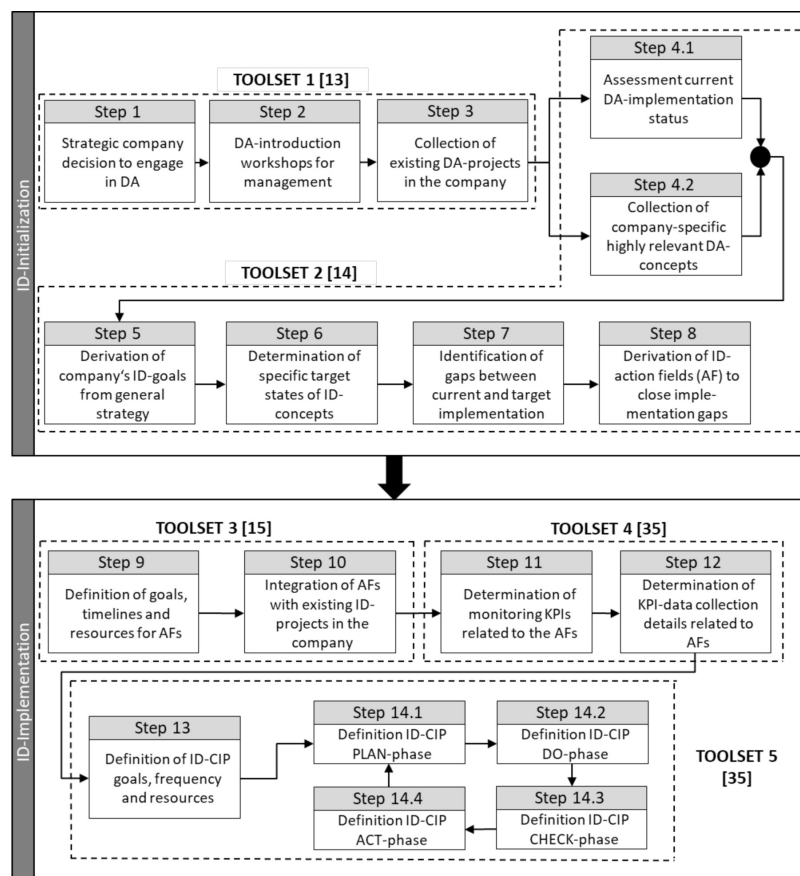 ID-Initialization
TOOLSET 1 [13]
Step 1
Strategic company
decision to engage
in DA
Step 2
DA-introduction
workshops for
management
Step 3
Collection of
existing DA-projects
in the company
Step 4.1
Assessment current
DA-implementation
status
Step 4.2
Collection of
company-specific
highly relevant DA-
concepts
TOOLSET 2 [14]
Step 5
Derivation of
company‘s ID-goals
from general
strategy
Step 6
Determination of
specific target
states of ID-
concepts
Step 7
Identification of
gaps between
current and target
implementation
Step 8
Derivation of ID-
action fields (AF) to
close imple-
mentation gaps
ID-Implementation
TOOLSET 3 [15]
Step 9
Definition of goals,
timelines and
resources for AFs
Step 10
Integration of AFs
with existing ID-
projects in the
company
TOOLSET 4 [35]
Step 11
Determination of
monitoring KPIs
related to the AFs
Step 12
Determination of
KPI-data collection
details related to
AFs
Step 13
Definition of ID-CIP
goals, frequency
and resources
Step 14.1
Definition ID-CIP
PLAN-phase
Step 14.2
Definition ID-CIP
DO-phase
Step 14.4
Definition ID-CIP
ACT-phase
Step 14.3
Definition ID-CIP
CHECK-phase
TOOLSET 5
[35]